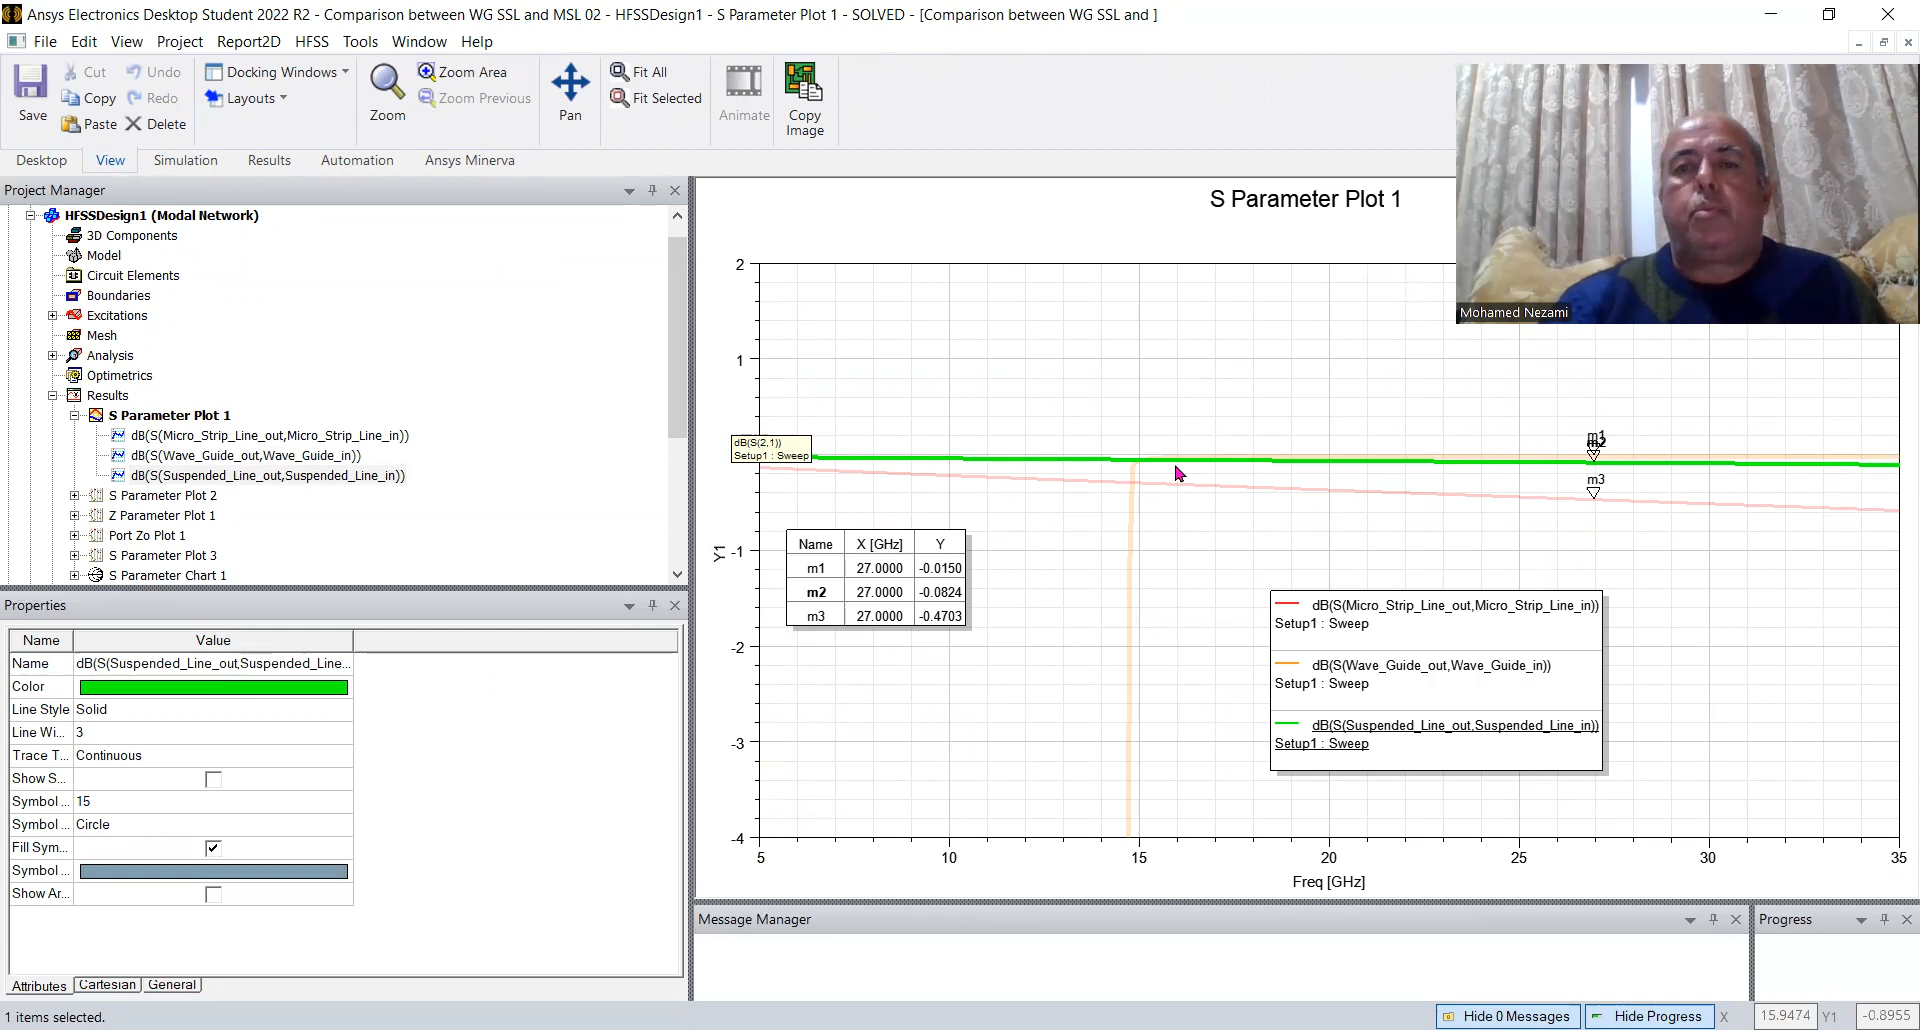 Ansys Electronics Desktop Student 2022 R2 - Comparison between WG SSL and MSL 02 - HFSSDesign1 - S Parameter Plot 1 - SOLVED - [Comparison between WG SSL and ]
File Edit View Project Report2D HFSS Tools Window Help
Save Cut Undo Copy Redo Paste Delete
Docking Windows Layouts
Zoom Zoom Area Zoom Previous
Pan Fit All Fit Selected
Animate Copy Image
Desktop View Simulation Results Automation Ansys Minerva
Project Manager
HFSSDesign1 (Modal Network)
3D Components
Model
Circuit Elements
Boundaries
Excitations
Mesh
Analysis
Optimetrics
Results
S Parameter Plot 1
dB(S(Micro_Strip_Line_out,Micro_Strip_Line_in))
dB(S(Wave_Guide_out,Wave_Guide_in))
dB(S(Suspended_Line_out,Suspended_Line_in))
S Parameter Plot 2
Z Parameter Plot 1
Port Zo Plot 1
S Parameter Plot 3
S Parameter Chart 1
Properties
Name Value
Name dB(S(Suspended_Line_out,Suspended_Line...
Color
Line Style Solid
Line Wi... 3
Trace T... Continuous
Show S...
Symbol ... 15
Symbol ... Circle
Fill Sym...
Symbol ...
Show Ar...
Attributes Cartesian General
1 items selected.
S Parameter Plot 1
Mohamed Nezami
2
1
-1
-2
-3
-4
Y1
dB(S(2,1))
Setup1 : Sweep
m1
m2
m3
Name X [GHz] Y
m1 27.0000 -0.0150
m2 27.0000 -0.0824
m3 27.0000 -0.4703
dB(S(Micro_Strip_Line_out,Micro_Strip_Line_in))
Setup1 : Sweep
dB(S(Wave_Guide_out,Wave_Guide_in))
Setup1 : Sweep
dB(S(Suspended_Line_out,Suspended_Line_in))
Setup1 : Sweep
5 10 15 20 25 30 35
Freq [GHz]
Message Manager
Progress
Hide 0 Messages Hide Progress X 15.9474 Y1 -0.8955